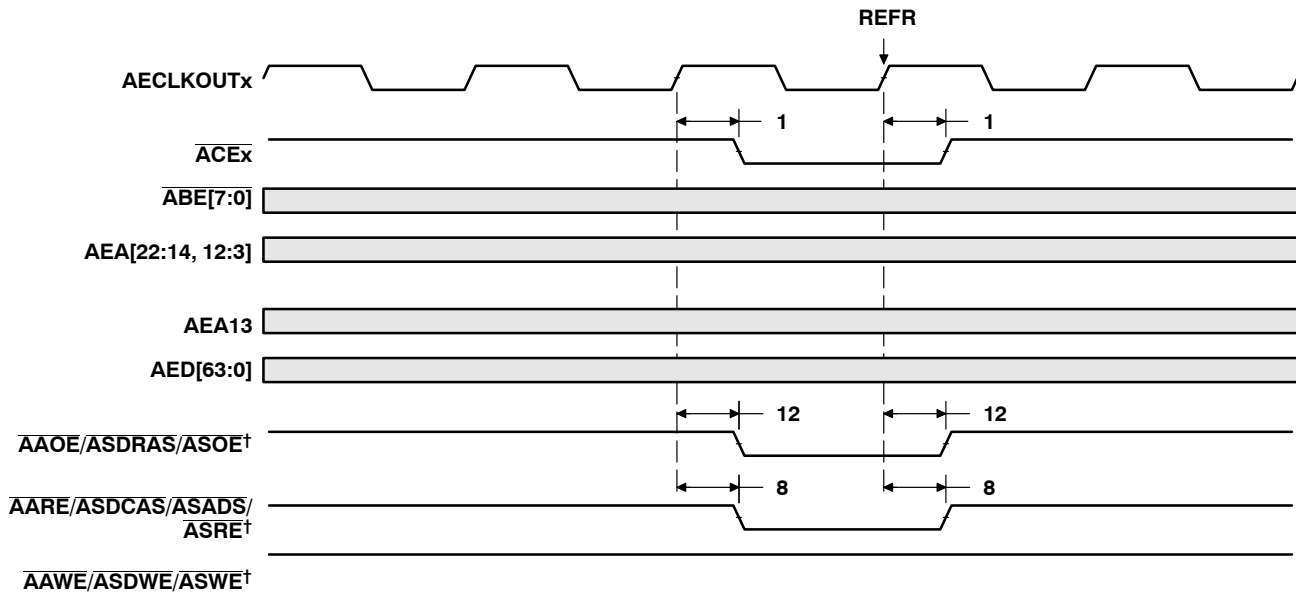 REFR
AECLKOUTx
1 1
ACEx
ABE[7:0]
AEA[22:14, 12:3]
AEA13
AED[63:0]
12 12
AAOE/ASDRAS/ASOE†
8 8
AARE/ASDCAS/ASADS/
ASRE†
AAWE/ASDWE/ASWE†